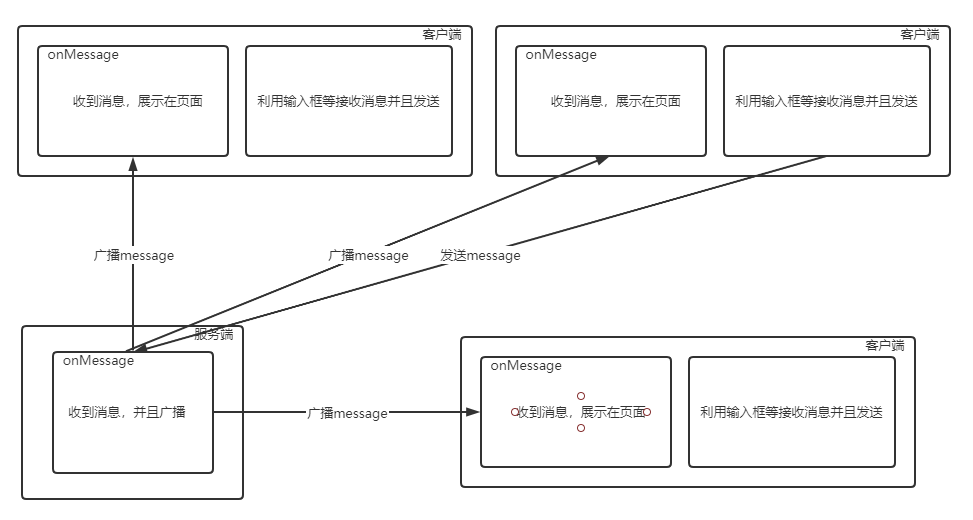 客户端
onMessage
收到消息，展示在页面
利用输入框等接收消息并且发送
客户端
onMessage
收到消息，展示在页面
利用输入框等接收消息并且发送
广播message
广播message
发送message
服务端
onMessage
收到消息，并且广播
广播message
客户端
onMessage
收到消息，展示在页面
利用输入框等接收消息并且发送